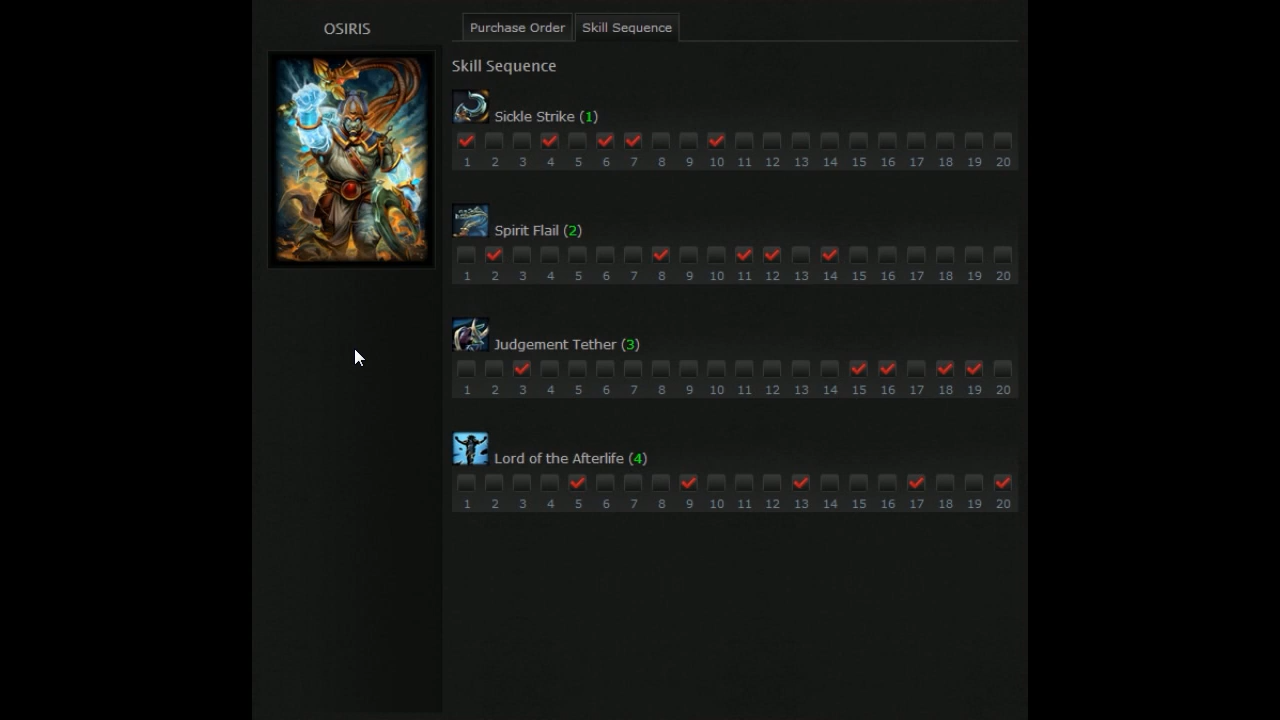 OSIRIS
Purchase Order
Skill Sequence
Skill Sequence
Sickle Strike (1)
1 2 3 4 5 6 7 8 9 10 11 12 13 14 15 16 17 18 19 20
Spirit Flail (2)
1 2 3 4 5 6 7 8 9 10 11 12 13 14 15 16 17 18 19 20
Judgement Tether (3)
1 2 3 4 5 6 7 8 9 10 11 12 13 14 15 16 17 18 19 20
Lord of the Afterlife (4)
1 2 3 4 5 6 7 8 9 10 11 12 13 14 15 16 17 18 19 20